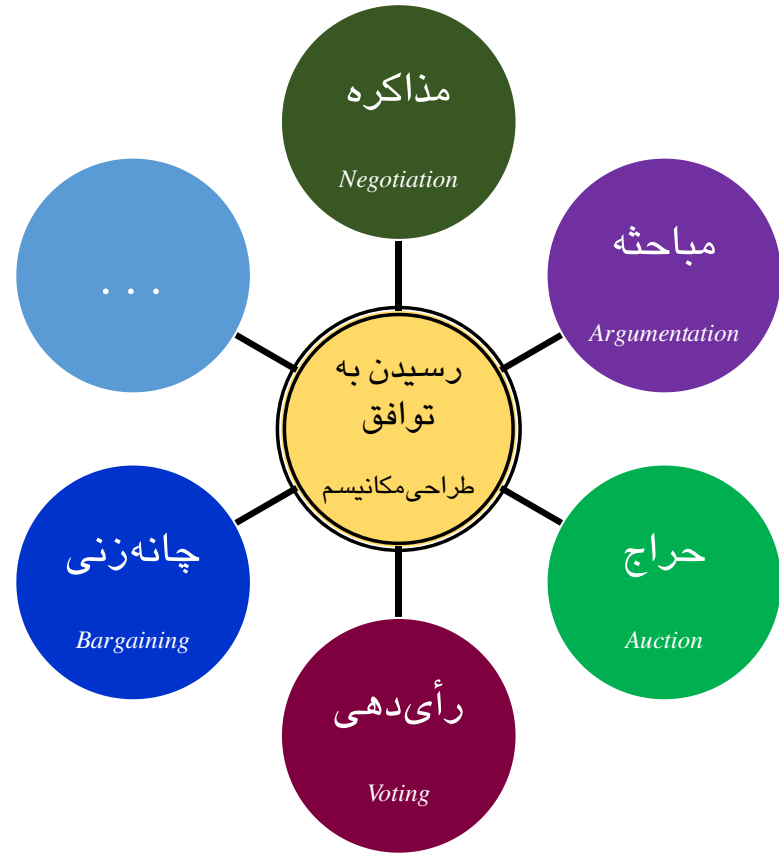 مذاکره
Negotiation
مباحثه
Argumentation
. . .
رسیدن به
توافق
طراحی‌مکانیسم
چانه‌زنی
Bargaining
حراج
Auction
رأی‌دهی
Voting